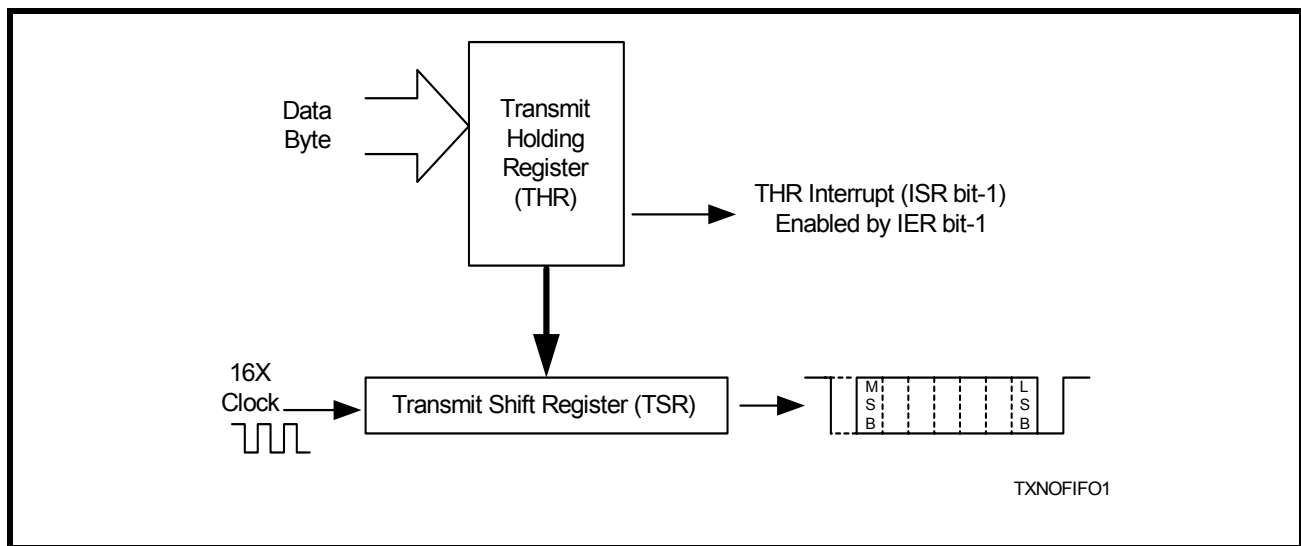 Data
Byte
Transmit
Holding
Register
(THR)
THR Interrupt (ISR bit-1)
Enabled by IER bit-1
16X
Clock
Transmit Shift Register (TSR)
M
S
B
L
S
B
TXNOFIFO1